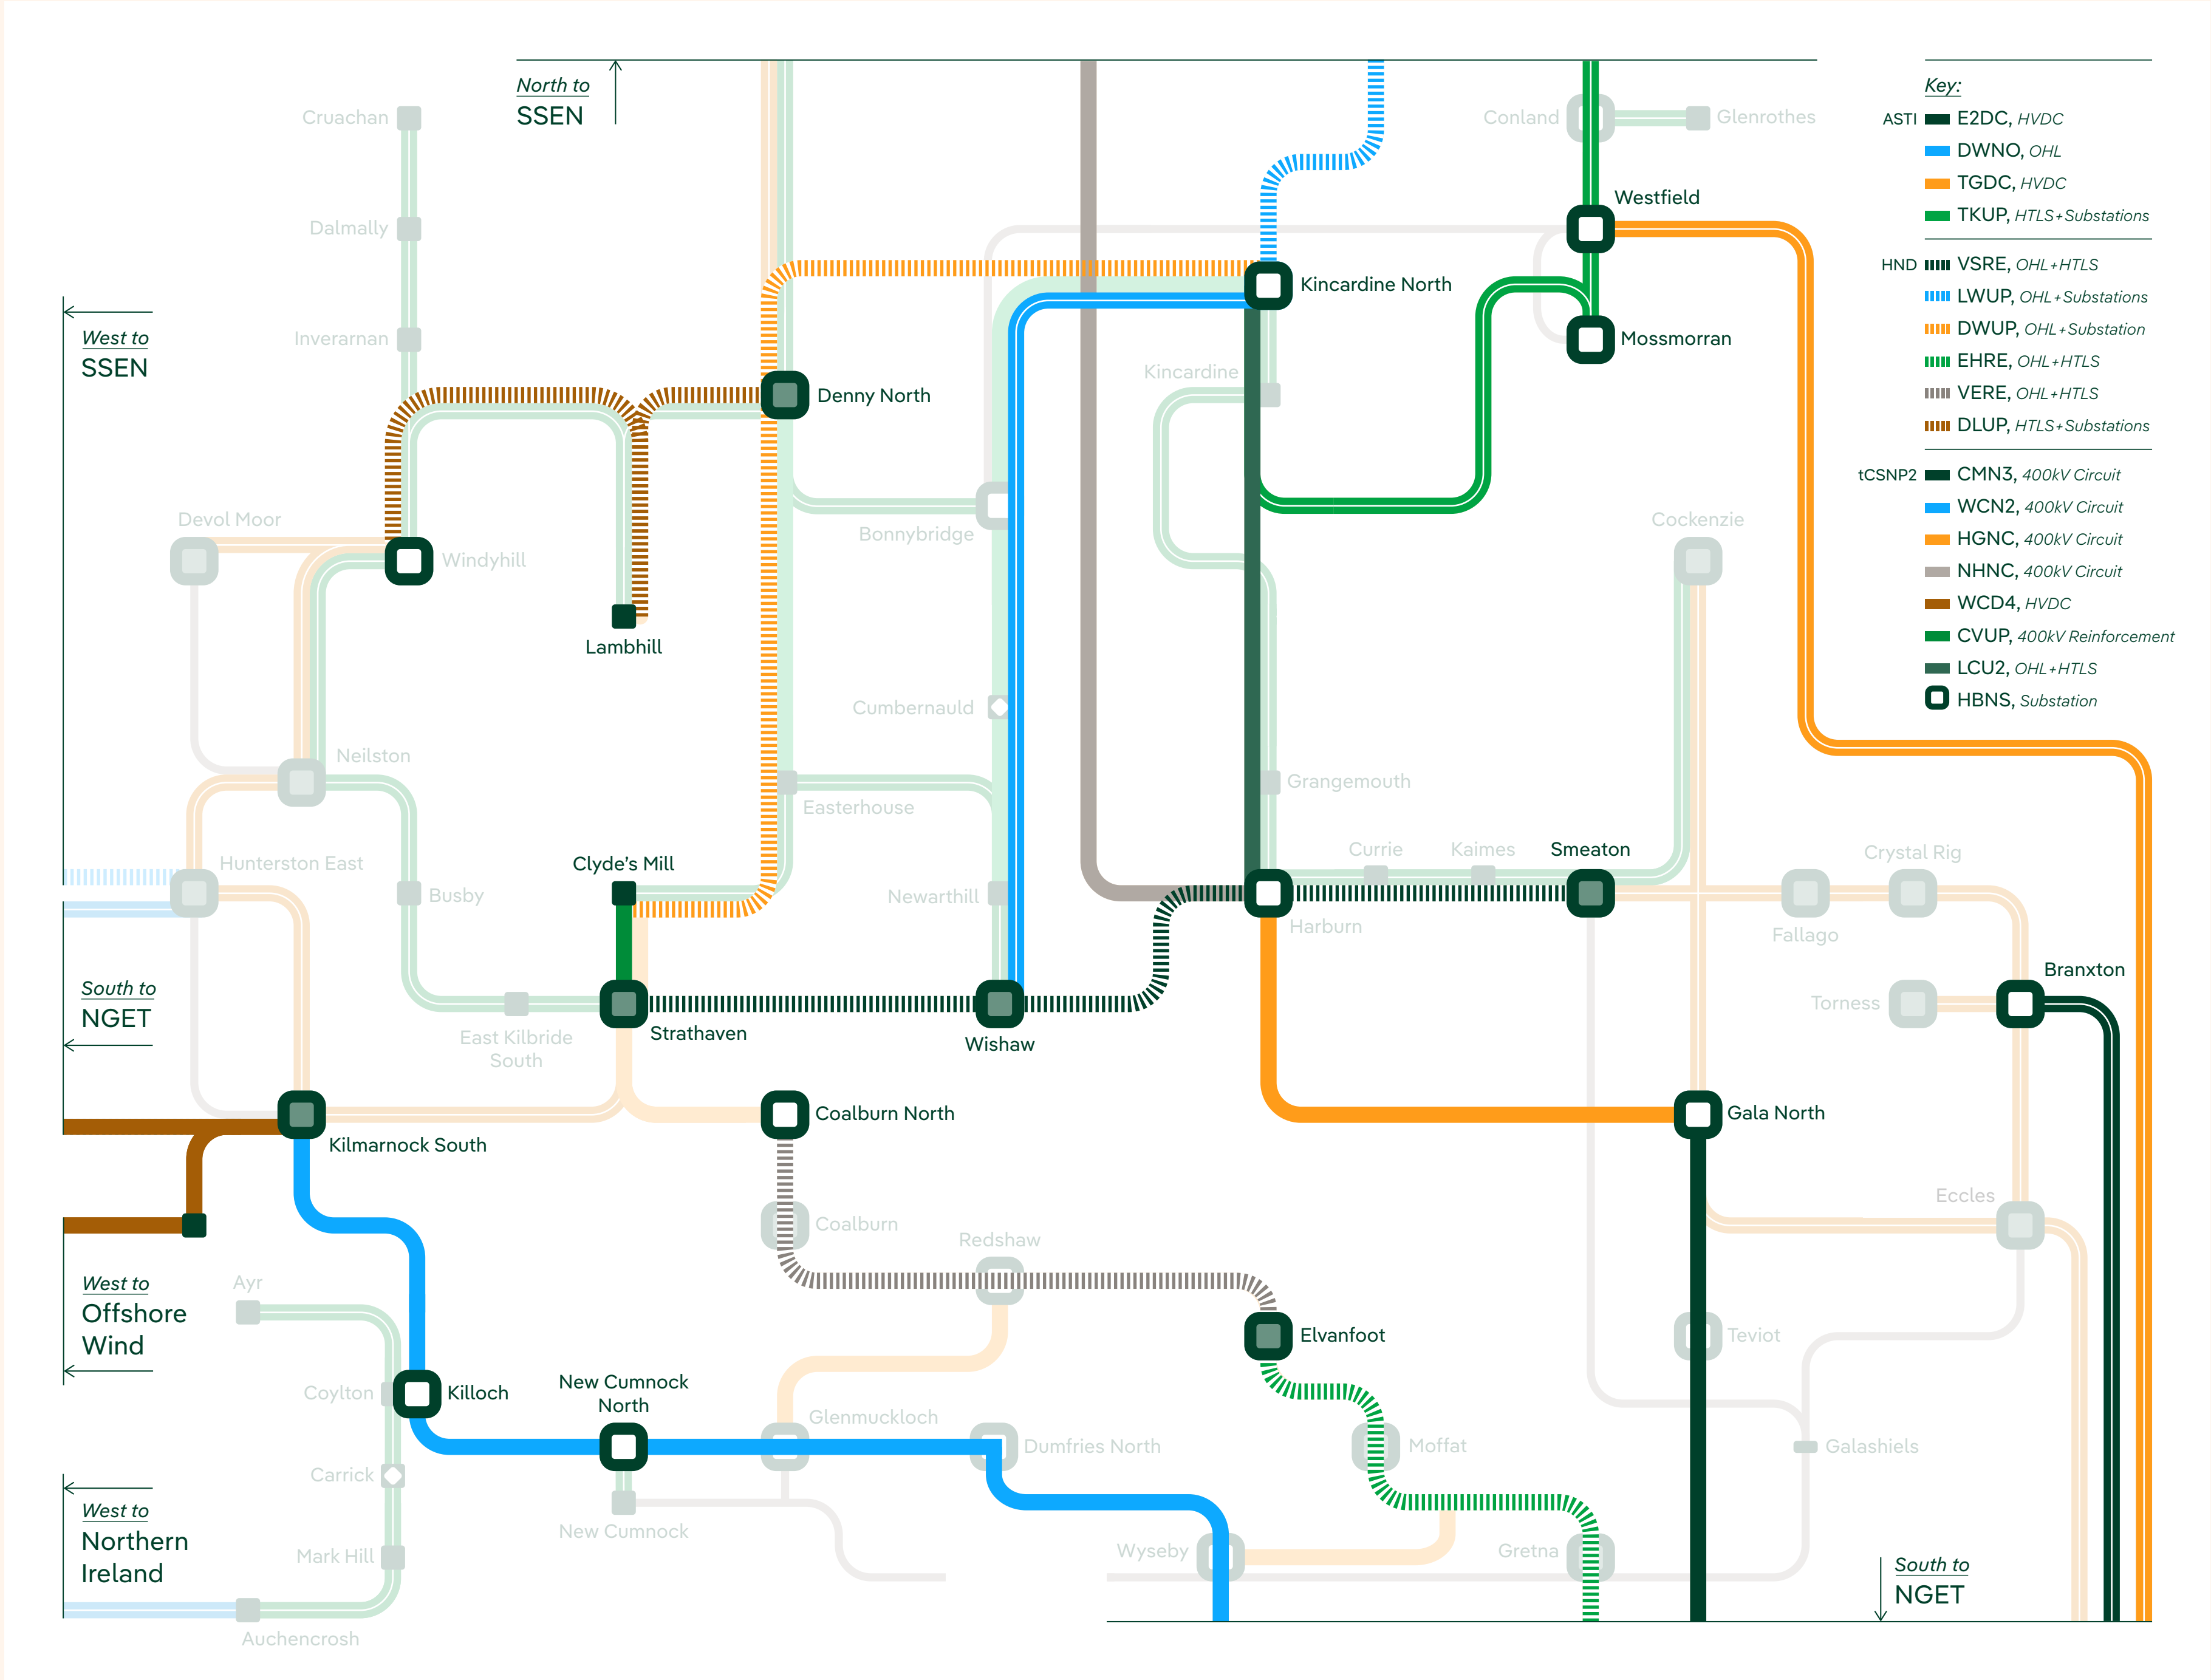 North to
SSEN
Key:
ASTI E2DC, HVDC
DWNO, OHL
TGDC, HVDC
TKUP, HTLS+Substations
HND VSRE, OHL+HTLS
LWUP, OHL+Substations
DWUP, OHL+Substation
EHRE, OHL+HTLS
VERE, OHL+HTLS
DLUP, HTLS+Substations
tCSNP2 CMN3, 400kV Circuit
WCN2, 400kV Circuit
HGNC, 400kV Circuit
NHNC, 400kV Circuit
WCD4, HVDC
CVUP, 400kV Reinforcement
LCU2, OHL+HTLS
HBNS, Substation
Cruachan
Conland
Glenrothes
Dalmally
Westfield
Kincardine North
West to
SSEN
Inverarnan
Mossmorran
Kincardine
Denny North
Devol Moor
Windyhill
Bonnybridge
Cockenzie
Lambhill
Cumbernauld
Neilston
Easterhouse
Grangemouth
Hunterston East
Clyde's Mill
Currie
Kaimes
Smeaton
Crystal Rig
Busby
Newarthill
Harburn
Fallago
Branxton
South to
NGET
East Kilbride
South
Strathaven
Wishaw
Torness
Kilmarnock South
Coalburn North
Gala North
Coalburn
Redshaw
Eccles
West to
Offshore
Wind
Ayr
Elvanfoot
Teviot
Coylton
Killoch
New Cumnock
North
Glenmuckloch
Dumfries North
Moffat
Galashiels
Carrick
New Cumnock
West to
Northern
Ireland
Mark Hill
Wyseby
Gretna
South to
NGET
Auchencrosh